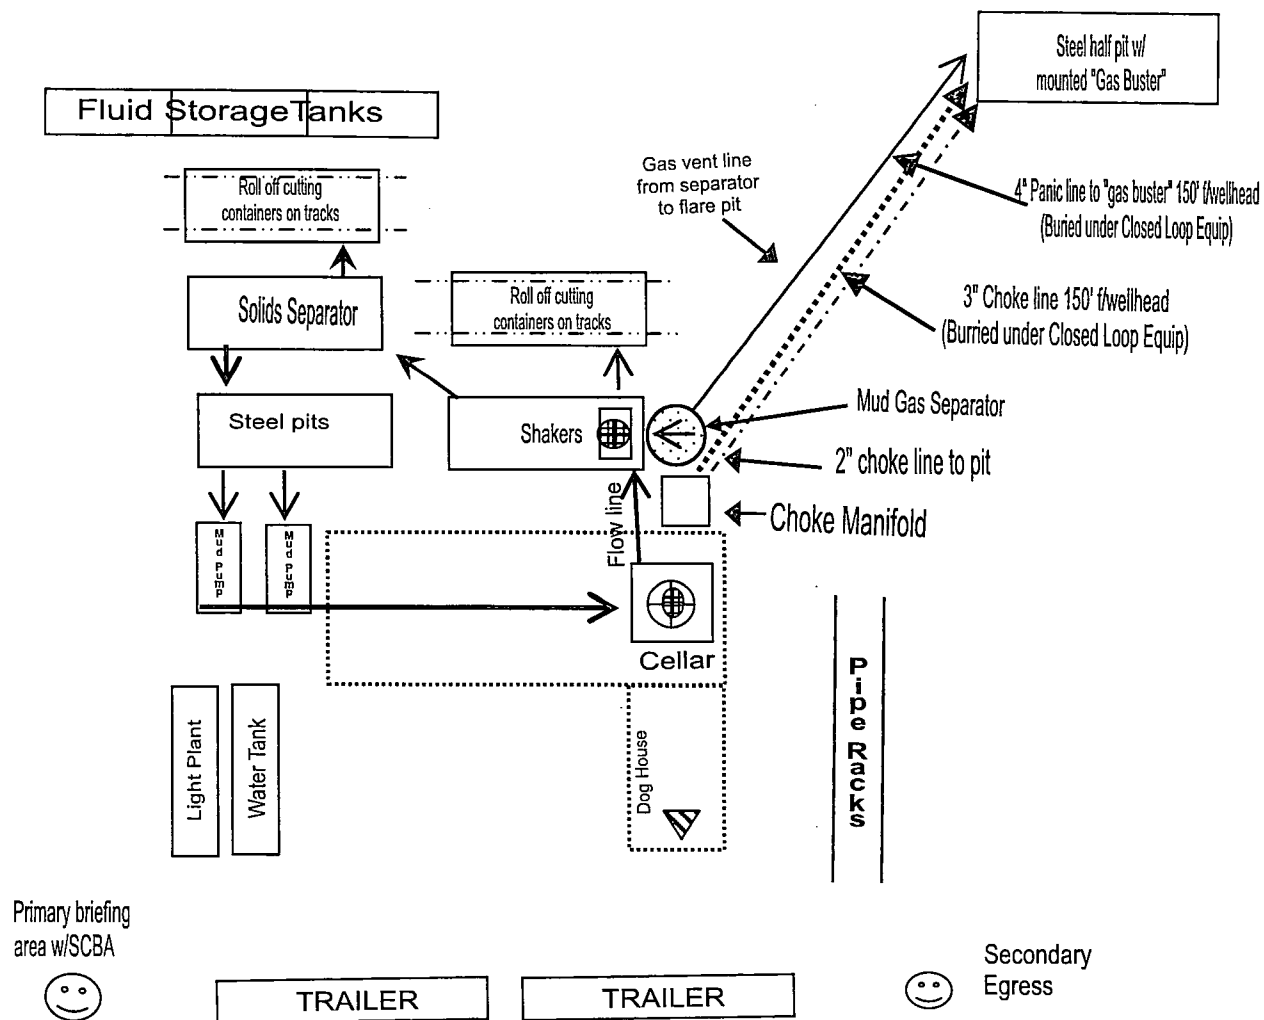 Steel half pit w/
mounted "Gas Buster"
Fluid Storage Tanks
Gas vent line
from separator
to flare pit
Roll off cutting
containers on tracks
4" Panic line to "gas buster" 150' f/wellhead
(Buried under Closed Loop Equip)
Solids Separator
Roll off cutting
containers on tracks
3" Choke line 150' f/wellhead
(Burried under Closed Loop Equip)
Steel pits
Shakers
Mud Gas Separator
2" choke line to pit
Flow line
Choke Manifold
Mud Pump
Mud Pump
Cellar
Pipe Racks
Light Plant
Water Tank
Dog House
Primary briefing
area w/SCBA
TRAILER
TRAILER
Secondary
Egress